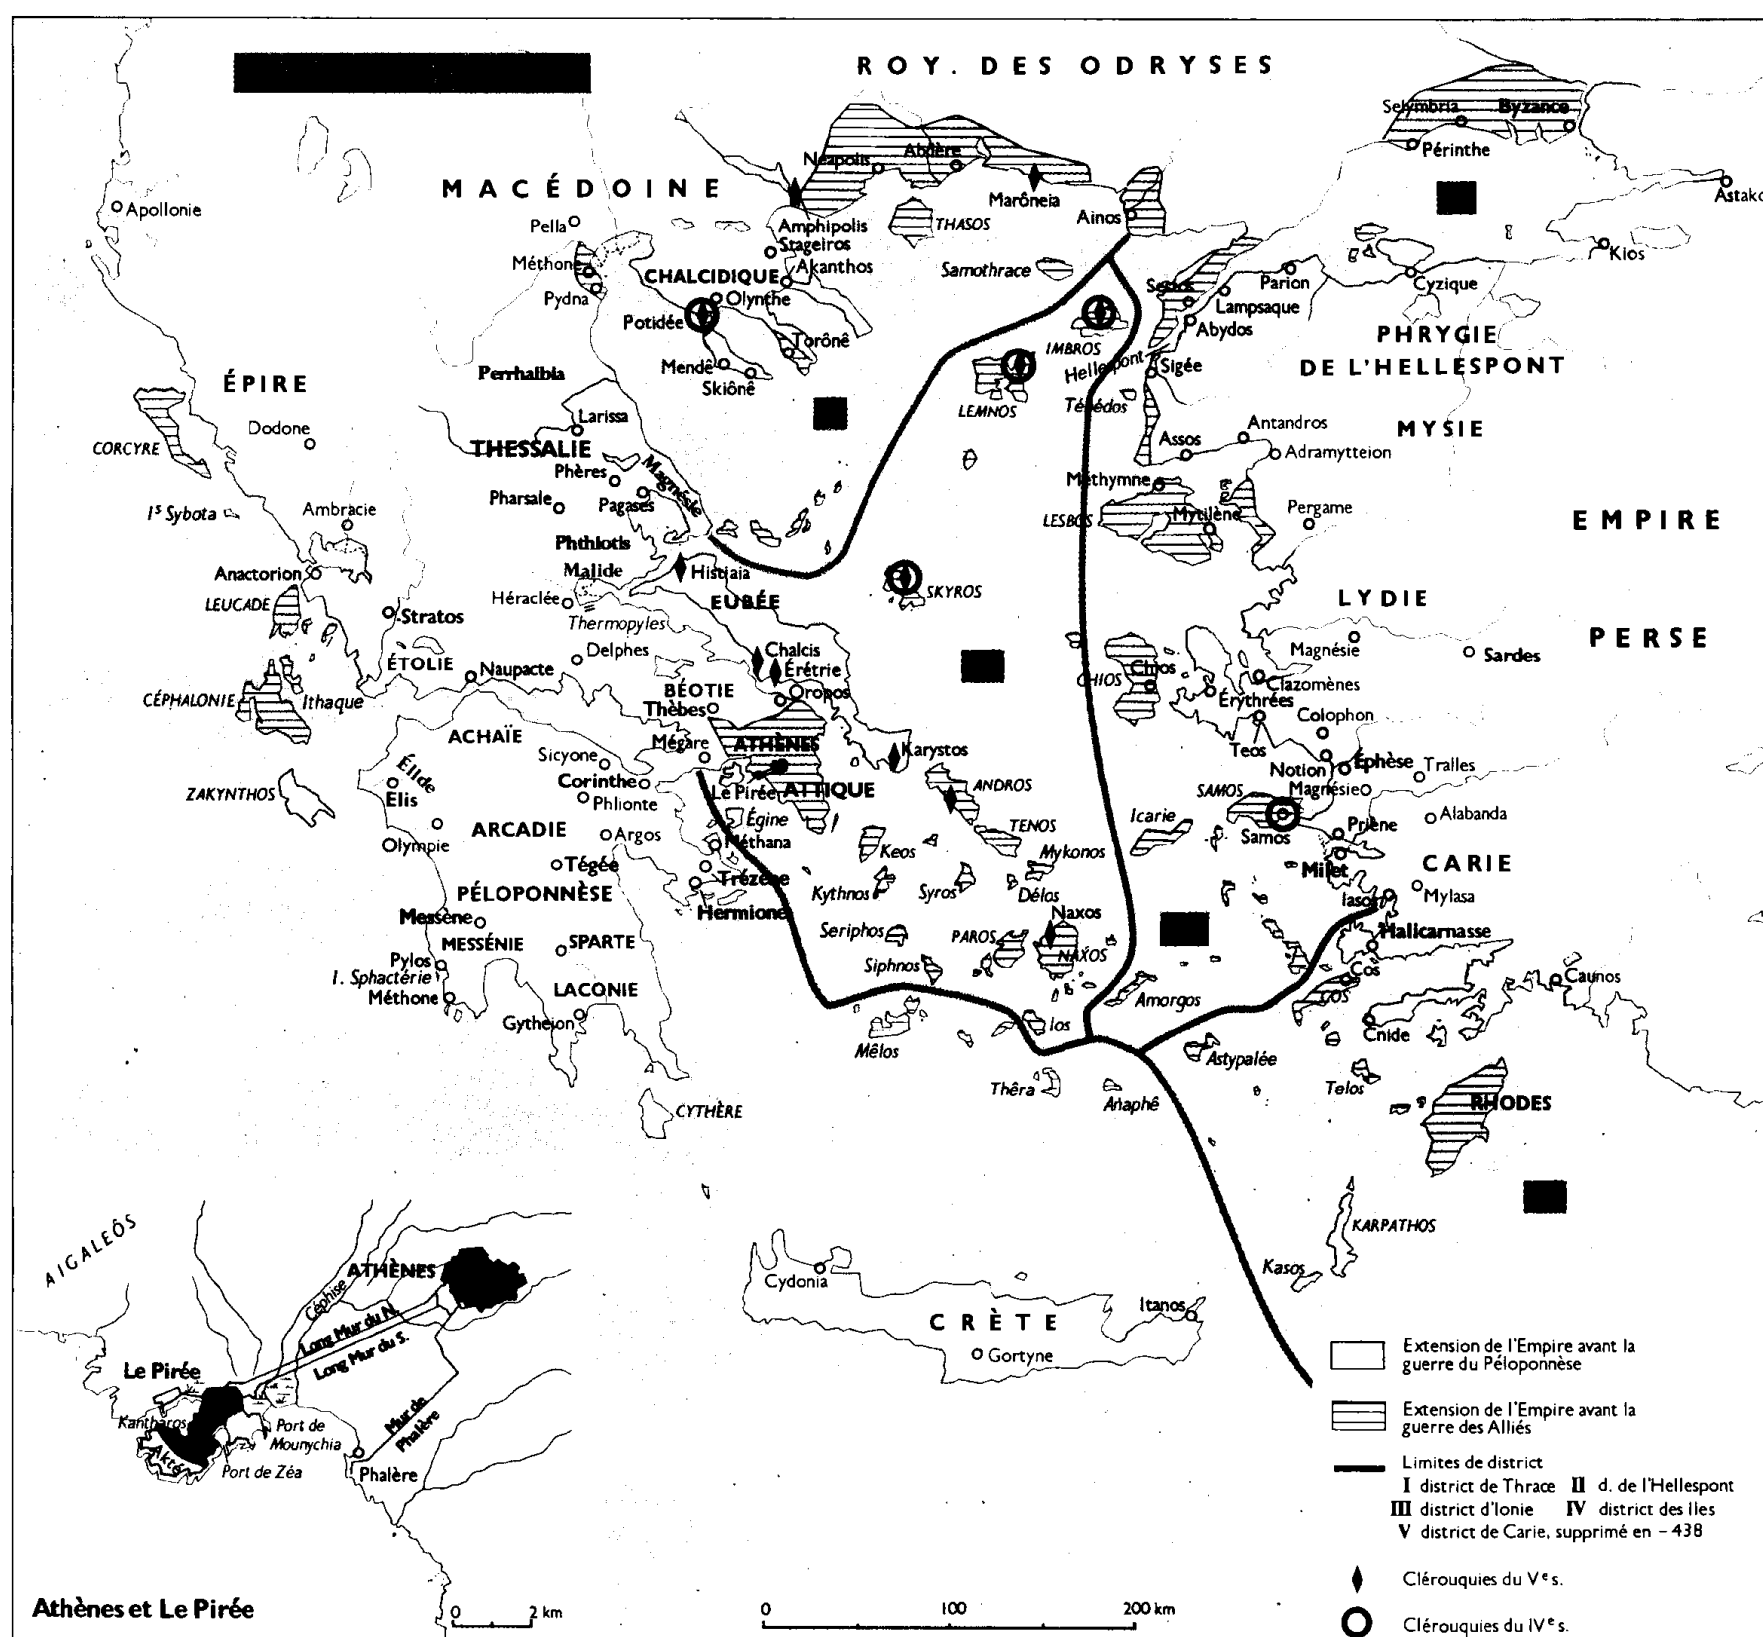 ROY. DES ODRYSES
Selymbria
Byzance
Périnthe
Astako
Néapolis
Abdère
Marôneia
Ainos
MACÉDOINE
Apollonie
Pella
Amphipolis
Stageiros
THASOS
Akanthos
Samothrace
Méthone
CHALCIDIQUE
Kios
Pydna
Olynthe
Sestos
Parion
Cyzique
Lampsaque
Potidée
Abydos
Torônê
IMBROS
PHRYGIE
DE L'HELLESPONT
Mendê
Skiônê
Hellespont
Sigée
Perrhaibia
ÉPIRE
LEMNOS
Ténédos
Larissa
Dodone
CORCYRE
THESSALIE
Antandros
MYSIE
Assos
Adramytteion
Phères
Magnésie
Pharsale
Pagases
Méthymne
Iˢ Sybota
Ambracie
LESBOS
Mytilène
Pergame
EMPIRE
Phthiotis
Malide
Histiaia
Anactorion
SKYROS
LEUCADE
Héraclée
EUBÉE
LYDIE
Stratos
Thermopyles
PERSE
Delphes
Chalcis
Magnésie
Sardes
ÉTOLIE
Naupacte
Érétrie
CHIOS
Chios
Clazomènes
CÉPHALONIE
Ithaque
BÉOTIE
Oropos
Érythrées
Thèbes
Colophon
ACHAÏE
Mégare
ATHÈNES
Karystos
Teos
Sicyone
Notion
Éphèse
Tralles
Élide
Corinthe
Le Pirée
ATTIQUE
ANDROS
SAMOS
Magnésie
ZAKYNTHOS
Elis
Phlionte
Égine
Icarie
Alabanda
ARCADIE
Argos
TENOS
Samos
Priène
Olympie
Méthana
Keos
Mykonos
Tégée
Milet
CARIE
Trézène
Kythnos
Syros
Délos
PÉLOPONNÈSE
Iasos
Mylasa
Hermione
Messène
Naxos
MESSÉNIE
SPARTE
Seriphos
PAROS
Halicarnasse
Pylos
NAXOS
I. Sphactérie
Siphnos
Cos
Caunos
Méthone
LACONIE
Amorgos
COS
Gytheion
Ios
Cnide
Mêlos
Astypalée
Thêra
Anaphê
Telos
CYTHÈRE
RHODES
KARPATHOS
Kasos
Cydonia
Itanos
CRÈTE
Gortyne
AIGALEÔS
ATHÈNES
Céphise
Long Mur du N.
Long Mur du S.
Le Pirée
Kantharos
Port de
Mounychia
Mur de
Phalère
Akté
Port de Zéa
Phalère
Athènes et Le Pirée
0 2 km
0 100 200 km
Extension de l'Empire avant la
guerre du Péloponnèse
Extension de l'Empire avant la
guerre des Alliés
Limites de district
I district de Thrace II d. de l'Hellespont
III district d'Ionie IV district des Iles
V district de Carie, supprimé en – 438
Clérouquies du Vᵉ s.
Clérouquies du IVᵉ s.